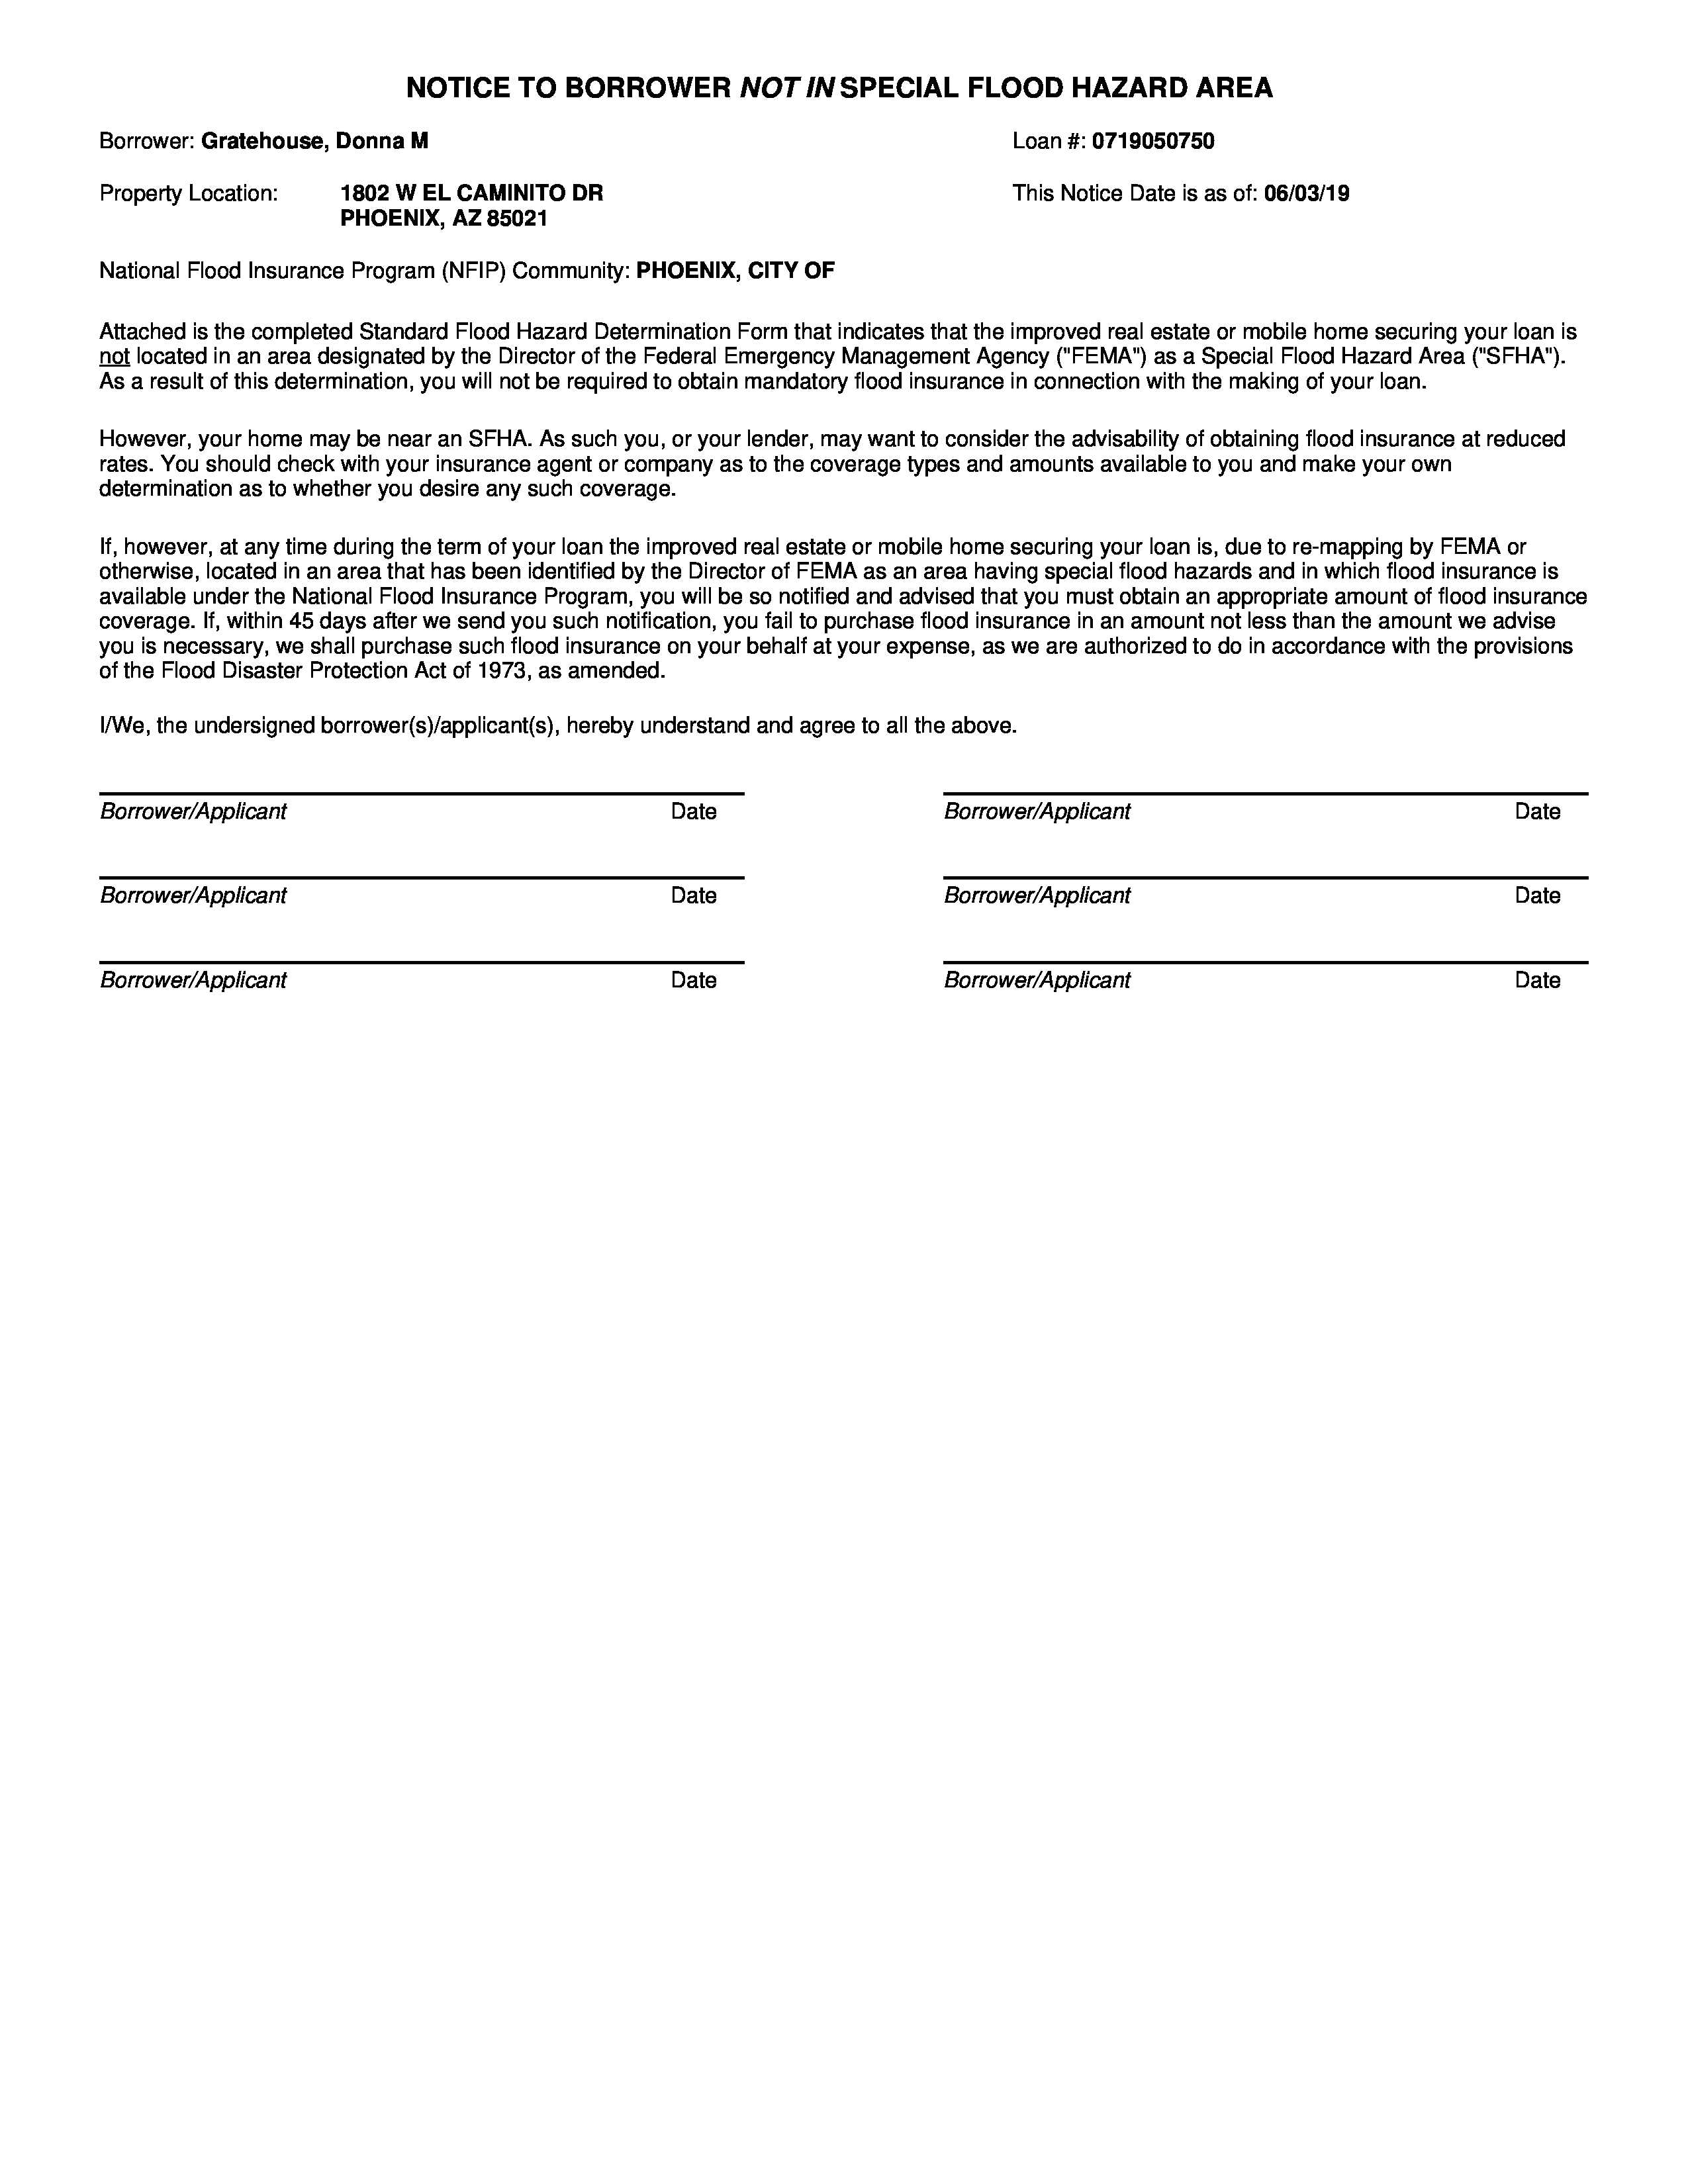 NOTICE TO BORROWER NOT IN SPECIAL FLOOD HAZARD AREA
Borrower: Gratehouse, Donna M
Loan #: 0719050750
Property Location: 1802 W EL CAMINITO DR
PHOENIX, AZ 85021
This Notice Date is as of: 06/03/19
National Flood Insurance Program (NFIP) Community: PHOENIX, CITY OF
Attached is the completed Standard Flood Hazard Determination Form that indicates that the improved real estate or mobile home securing your loan is
not located in an area designated by the Director of the Federal Emergency Management Agency ("FEMA") as a Special Flood Hazard Area ("SFHA").
As a result of this determination, you will not be required to obtain mandatory flood insurance in connection with the making of your loan.
However, your home may be near an SFHA. As such you, or your lender, may want to consider the advisability of obtaining flood insurance at reduced
rates. You should check with your insurance agent or company as to the coverage types and amounts available to you and make your own
determination as to whether you desire any such coverage.
If, however, at any time during the term of your loan the improved real estate or mobile home securing your loan is, due to re-mapping by FEMA or
otherwise, located in an area that has been identified by the Director of FEMA as an area having special flood hazards and in which flood insurance is
available under the National Flood Insurance Program, you will be so notified and advised that you must obtain an appropriate amount of flood insurance
coverage. If, within 45 days after we send you such notification, you fail to purchase flood insurance in an amount not less than the amount we advise
you is necessary, we shall purchase such flood insurance on your behalf at your expense, as we are authorized to do in accordance with the provisions
of the Flood Disaster Protection Act of 1973, as amended.
I/We, the undersigned borrower(s)/applicant(s), hereby understand and agree to all the above.
Borrower/Applicant Date
Borrower/Applicant Date
Borrower/Applicant Date
Borrower/Applicant Date
Borrower/Applicant Date
Borrower/Applicant Date